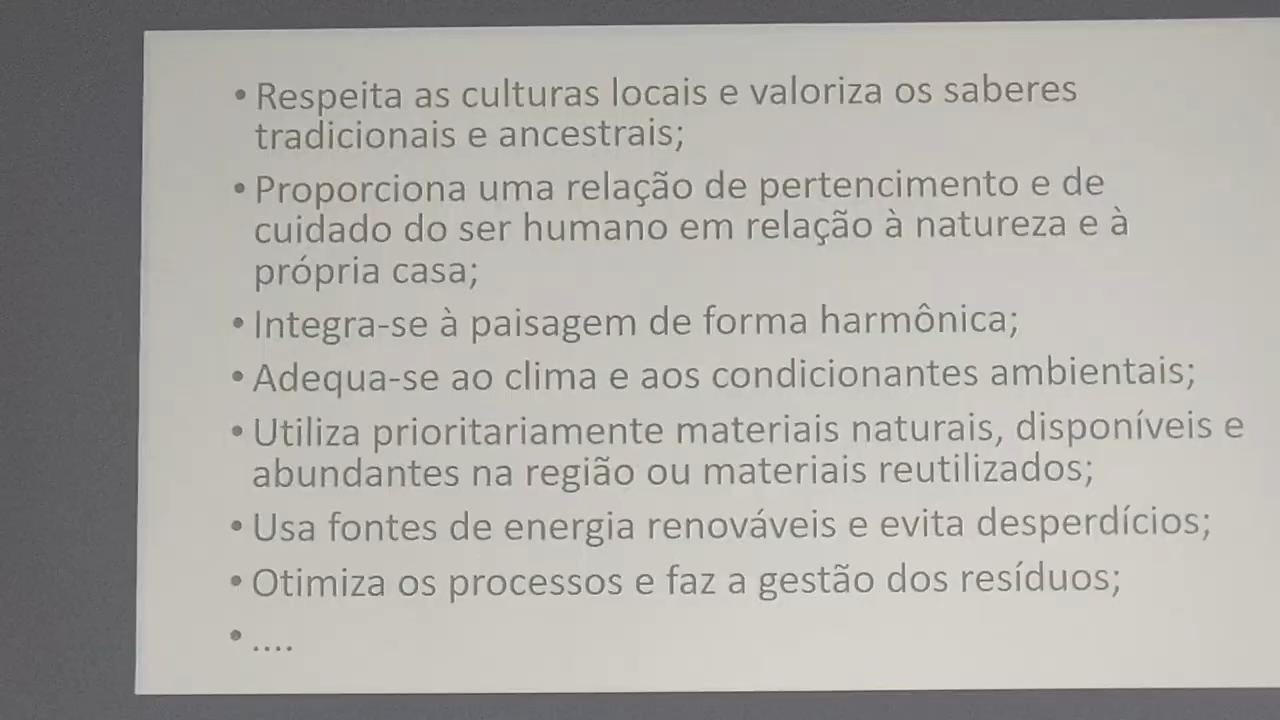 • Respeita as culturas locais e valoriza os saberes
tradicionais e ancestrais;
• Proporciona uma relação de pertencimento e de
cuidado do ser humano em relação à natureza e à
própria casa;
• Integra-se à paisagem de forma harmônica;
• Adequa-se ao clima e aos condicionantes ambientais;
• Utiliza prioritariamente materiais naturais, disponíveis e
abundantes na região ou materiais reutilizados;
• Usa fontes de energia renováveis e evita desperdícios;
• Otimiza os processos e faz a gestão dos resíduos;
• ....